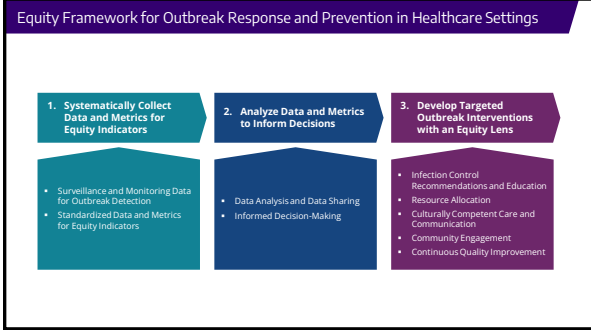 Equity Framework for Outbreak Response and Prevention in Healthcare Settings
1. Systematically Collect
Data and Metrics for
Equity Indicators
2. Analyze Data and Metrics
to Inform Decisions
3. Develop Targeted
Outbreak Interventions
with an Equity Lens
▪ Surveillance and Monitoring Data
for Outbreak Detection
▪ Standardized Data and Metrics
for Equity Indicators
▪ Data Analysis and Data Sharing
▪ Informed Decision-Making
▪ Infection Control
Recommendations and Education
▪ Resource Allocation
▪ Culturally Competent Care and
Communication
▪ Community Engagement
▪ Continuous Quality Improvement